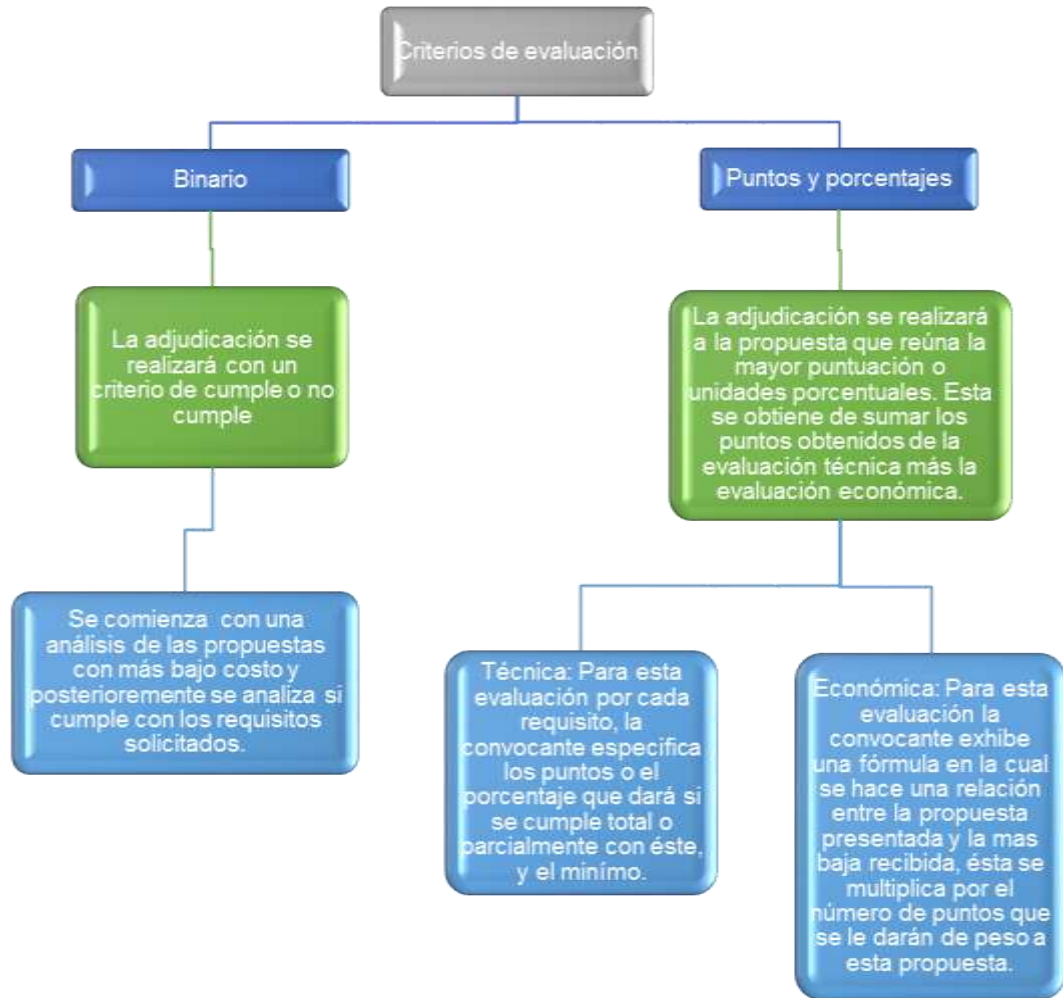 Criterios de evaluación
Binario
Puntos y porcentajes
La adjudicación se
realizará con un
criterio de cumple o no
cumple
La adjudicación se realizará
a la propuesta que reúna la
mayor puntuación o
unidades porcentuales. Esta
se obtiene de sumar los
puntos obtenidos de la
evaluación técnica más la
evaluación económica.
Se comienza con una
análisis de las propuestas
con más bajo costo y
posterioremente se analiza si
cumple con los requisitos
solicitados.
Técnica: Para esta
evaluación por cada
requisito, la
convocante especifica
los puntos o el
porcentaje que dará si
se cumple total o
parcialmente con éste,
y el minímo.
Económica: Para esta
evaluación la
convocante exhibe
una fórmula en la cual
se hace una relación
entre la propuesta
presentada y la mas
baja recibida, ésta se
multiplica por el
número de puntos que
se le darán de peso a
esta propuesta.